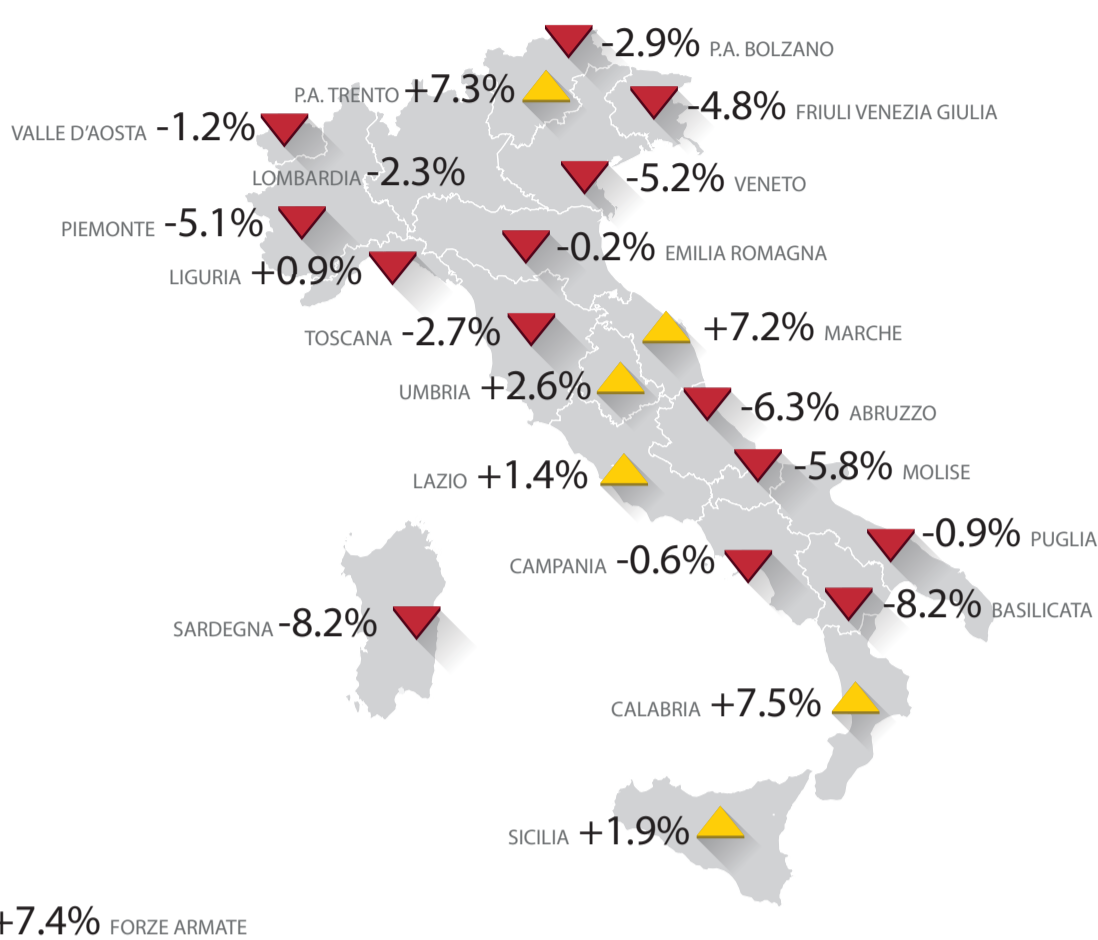 -2.9% P.A. BOLZANO
P.A. TRENTO +7.3%
-4.8% FRIULI VENEZIA GIULIA
VALLE D'AOSTA -1.2%
LOMBARDIA -2.3%
-5.2% VENETO
PIEMONTE -5.1%
-0.2% EMILIA ROMAGNA
LIGURIA +0.9%
TOSCANA -2.7%
+7.2% MARCHE
UMBRIA +2.6%
-6.3% ABRUZZO
LAZIO +1.4%
-5.8% MOLISE
-0.9% PUGLIA
CAMPANIA -0.6%
-8.2% BASILICATA
SARDEGNA -8.2%
CALABRIA +7.5%
SICILIA +1.9%
+7.4% FORZE ARMATE